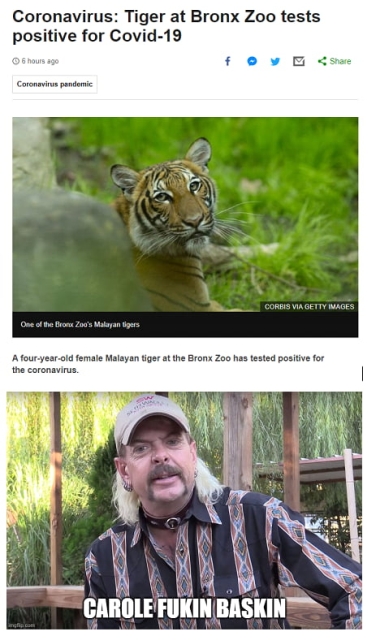 Coronavirus: Tiger at Bronx Zoo tests
positive for Covid-19
6 hours ago
Share
Coronavirus pandemic
CORBIS VIA GETTY IMAGES
One of the Bronx Zoo's Malayan tigers
A four-year-old female Malayan tiger at the Bronx Zoo has tested positive for
the coronavirus.
CAROLE FUKIN BASKIN
imgflip.com